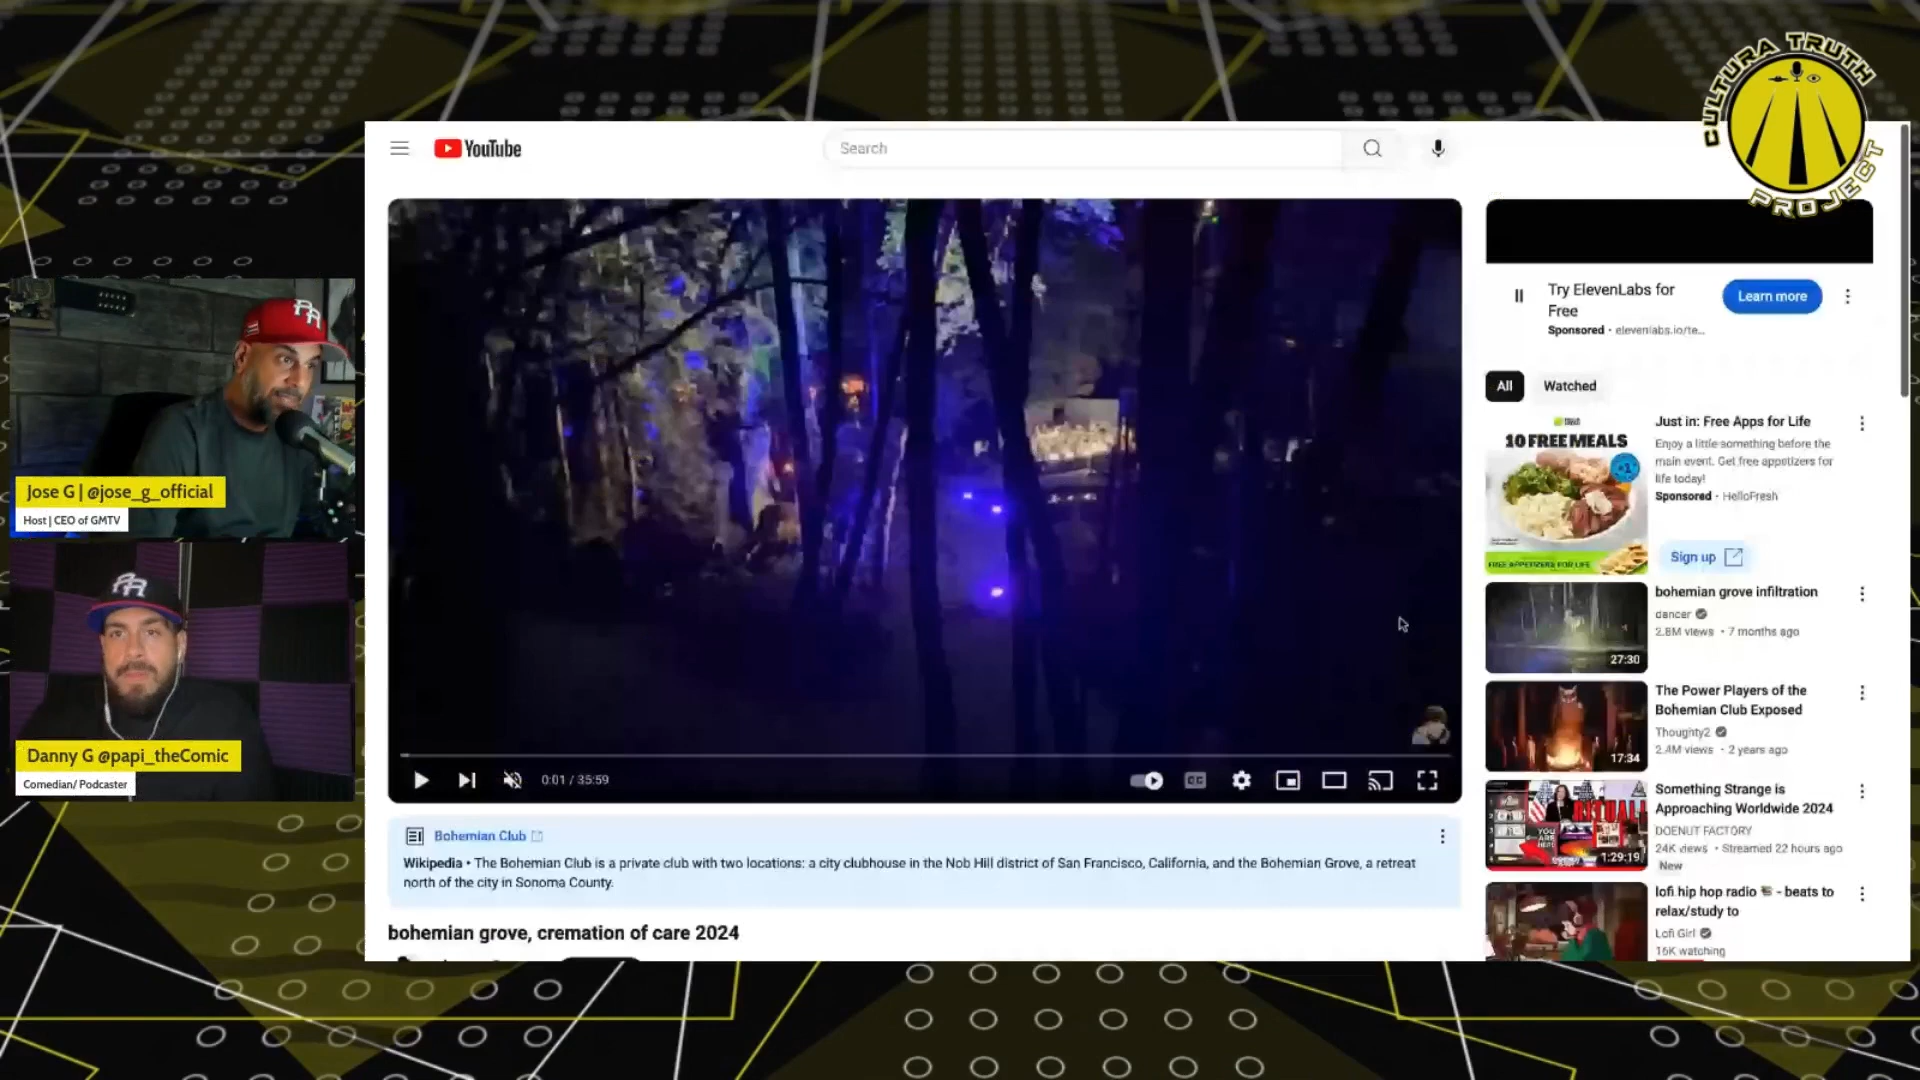 CULTURA TRUTH
PROJECT
YouTube
Search
Try ElevenLabs for
Free
Sponsored • elevenlabs.io/te...
Learn more
All
Watched
10 FREE MEALS
FREE APPETIZERS FOR LIFE
Just in: Free Apps for Life
Enjoy a little something before the
main event. Get free appetizers for
life today!
Sponsored • HelloFresh
Sign up
27:30
bohemian grove infiltration
dancer
2.8M views • 7 months ago
17:34
The Power Players of the
Bohemian Club Exposed
Thoughty2
2.4M views • 2 years ago
RITUAL
YOU
ARE
1:29:19
Something Strange is
Approaching Worldwide 2024
DOENUT FACTORY
24K views • Streamed 22 hours ago
New
lofi hip hop radio - beats to
relax/study to
Lofi Girl
16K watching
Jose G | @jose_g_official
Host | CEO of GMTV
Danny G @papi_theComic
Comedian/ Podcaster
0:01 / 35:59
CC
Bohemian Club
Wikipedia • The Bohemian Club is a private club with two locations: a city clubhouse in the Nob Hill district of San Francisco, California, and the Bohemian Grove, a retreat
north of the city in Sonoma County.
bohemian grove, cremation of care 2024